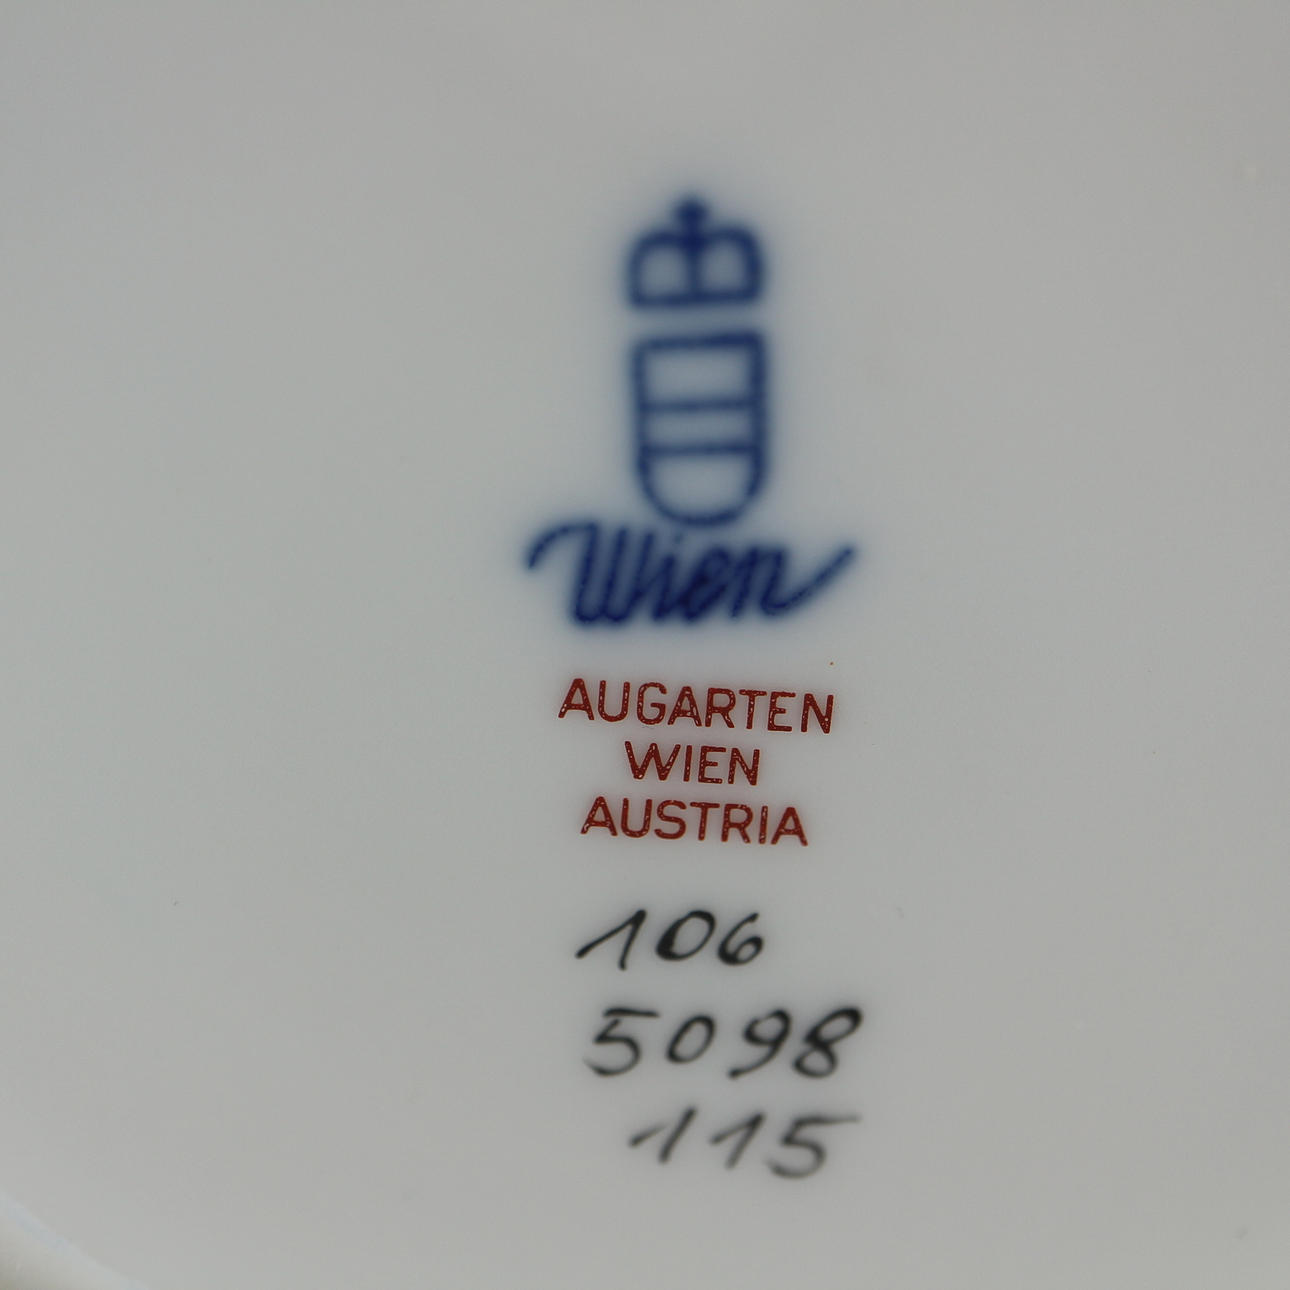 Wien
AUGARTEN
WIEN
AUSTRIA
106
5098
115